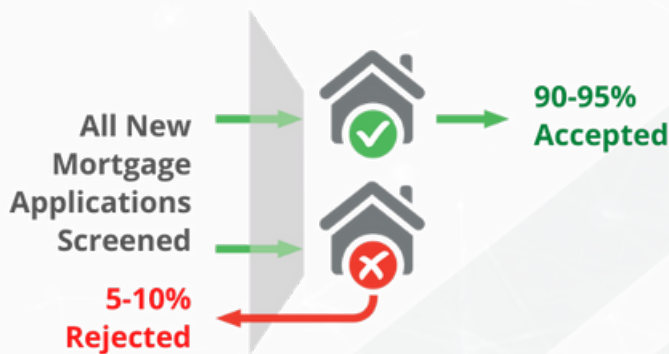 All New
Mortgage
Applications
Screened
90-95%
Accepted
5-10%
Rejected